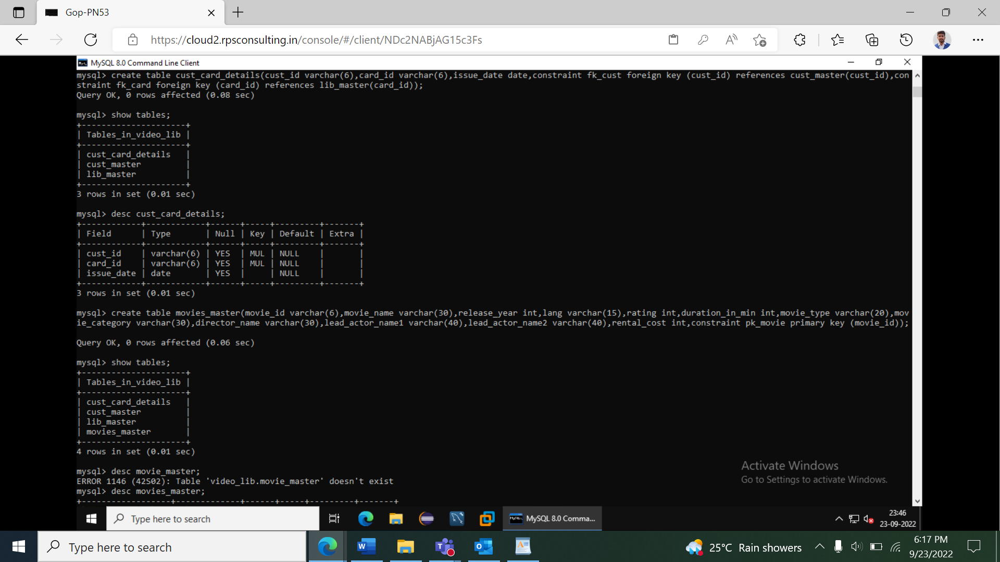 Gop-PN53
https://cloud2.rpsconsulting.in/console/#/client/NDc2NABjAG15c3Fs
MySQL 8.0 Command Line Client
mysql> create table cust_card_details(cust_id varchar(6),card_id varchar(6),issue_date date,constraint fk_cust foreign key (cust_id) references cust_master(cust_id),con
straint fk_card foreign key (card_id) references lib_master(card_id));
Query OK, 0 rows affected (0.08 sec)
mysql> show tables;
+---------------------+
| Tables_in_video_lib |
+---------------------+
| cust_card_details   |
| cust_master         |
| lib_master          |
+---------------------+
3 rows in set (0.01 sec)
mysql> desc cust_card_details;
+------------+------------+------+-----+---------+-------+
| Field      | Type       | Null | Key | Default | Extra |
+------------+------------+------+-----+---------+-------+
| cust_id    | varchar(6) | YES  | MUL | NULL    |       |
| card_id    | varchar(6) | YES  | MUL | NULL    |       |
| issue_date | date       | YES  |     | NULL    |       |
+------------+------------+------+-----+---------+-------+
3 rows in set (0.01 sec)
mysql> create table movies_master(movie_id varchar(6),movie_name varchar(30),release_year int,lang varchar(15),rating int,duration_in_min int,movie_type varchar(20),mov
ie_category varchar(30),director_name varchar(30),lead_actor_name1 varchar(40),lead_actor_name2 varchar(40),rental_cost int,constraint pk_movie primary key (movie_id));
Query OK, 0 rows affected (0.06 sec)
mysql> show tables;
+---------------------+
| Tables_in_video_lib |
+---------------------+
| cust_card_details   |
| cust_master         |
| lib_master          |
| movies_master       |
+---------------------+
4 rows in set (0.01 sec)
mysql> desc movie_master;
ERROR 1146 (42S02): Table 'video_lib.movie_master' doesn't exist
mysql> desc movies_master;
+------------------+-------------+------+-----+---------+-------+
Activate Windows
Go to Settings to activate Windows.
Type here to search
MySQL 8.0 Comma...
23:46
23-09-2022
Type here to search
25°C Rain showers
6:17 PM
9/23/2022